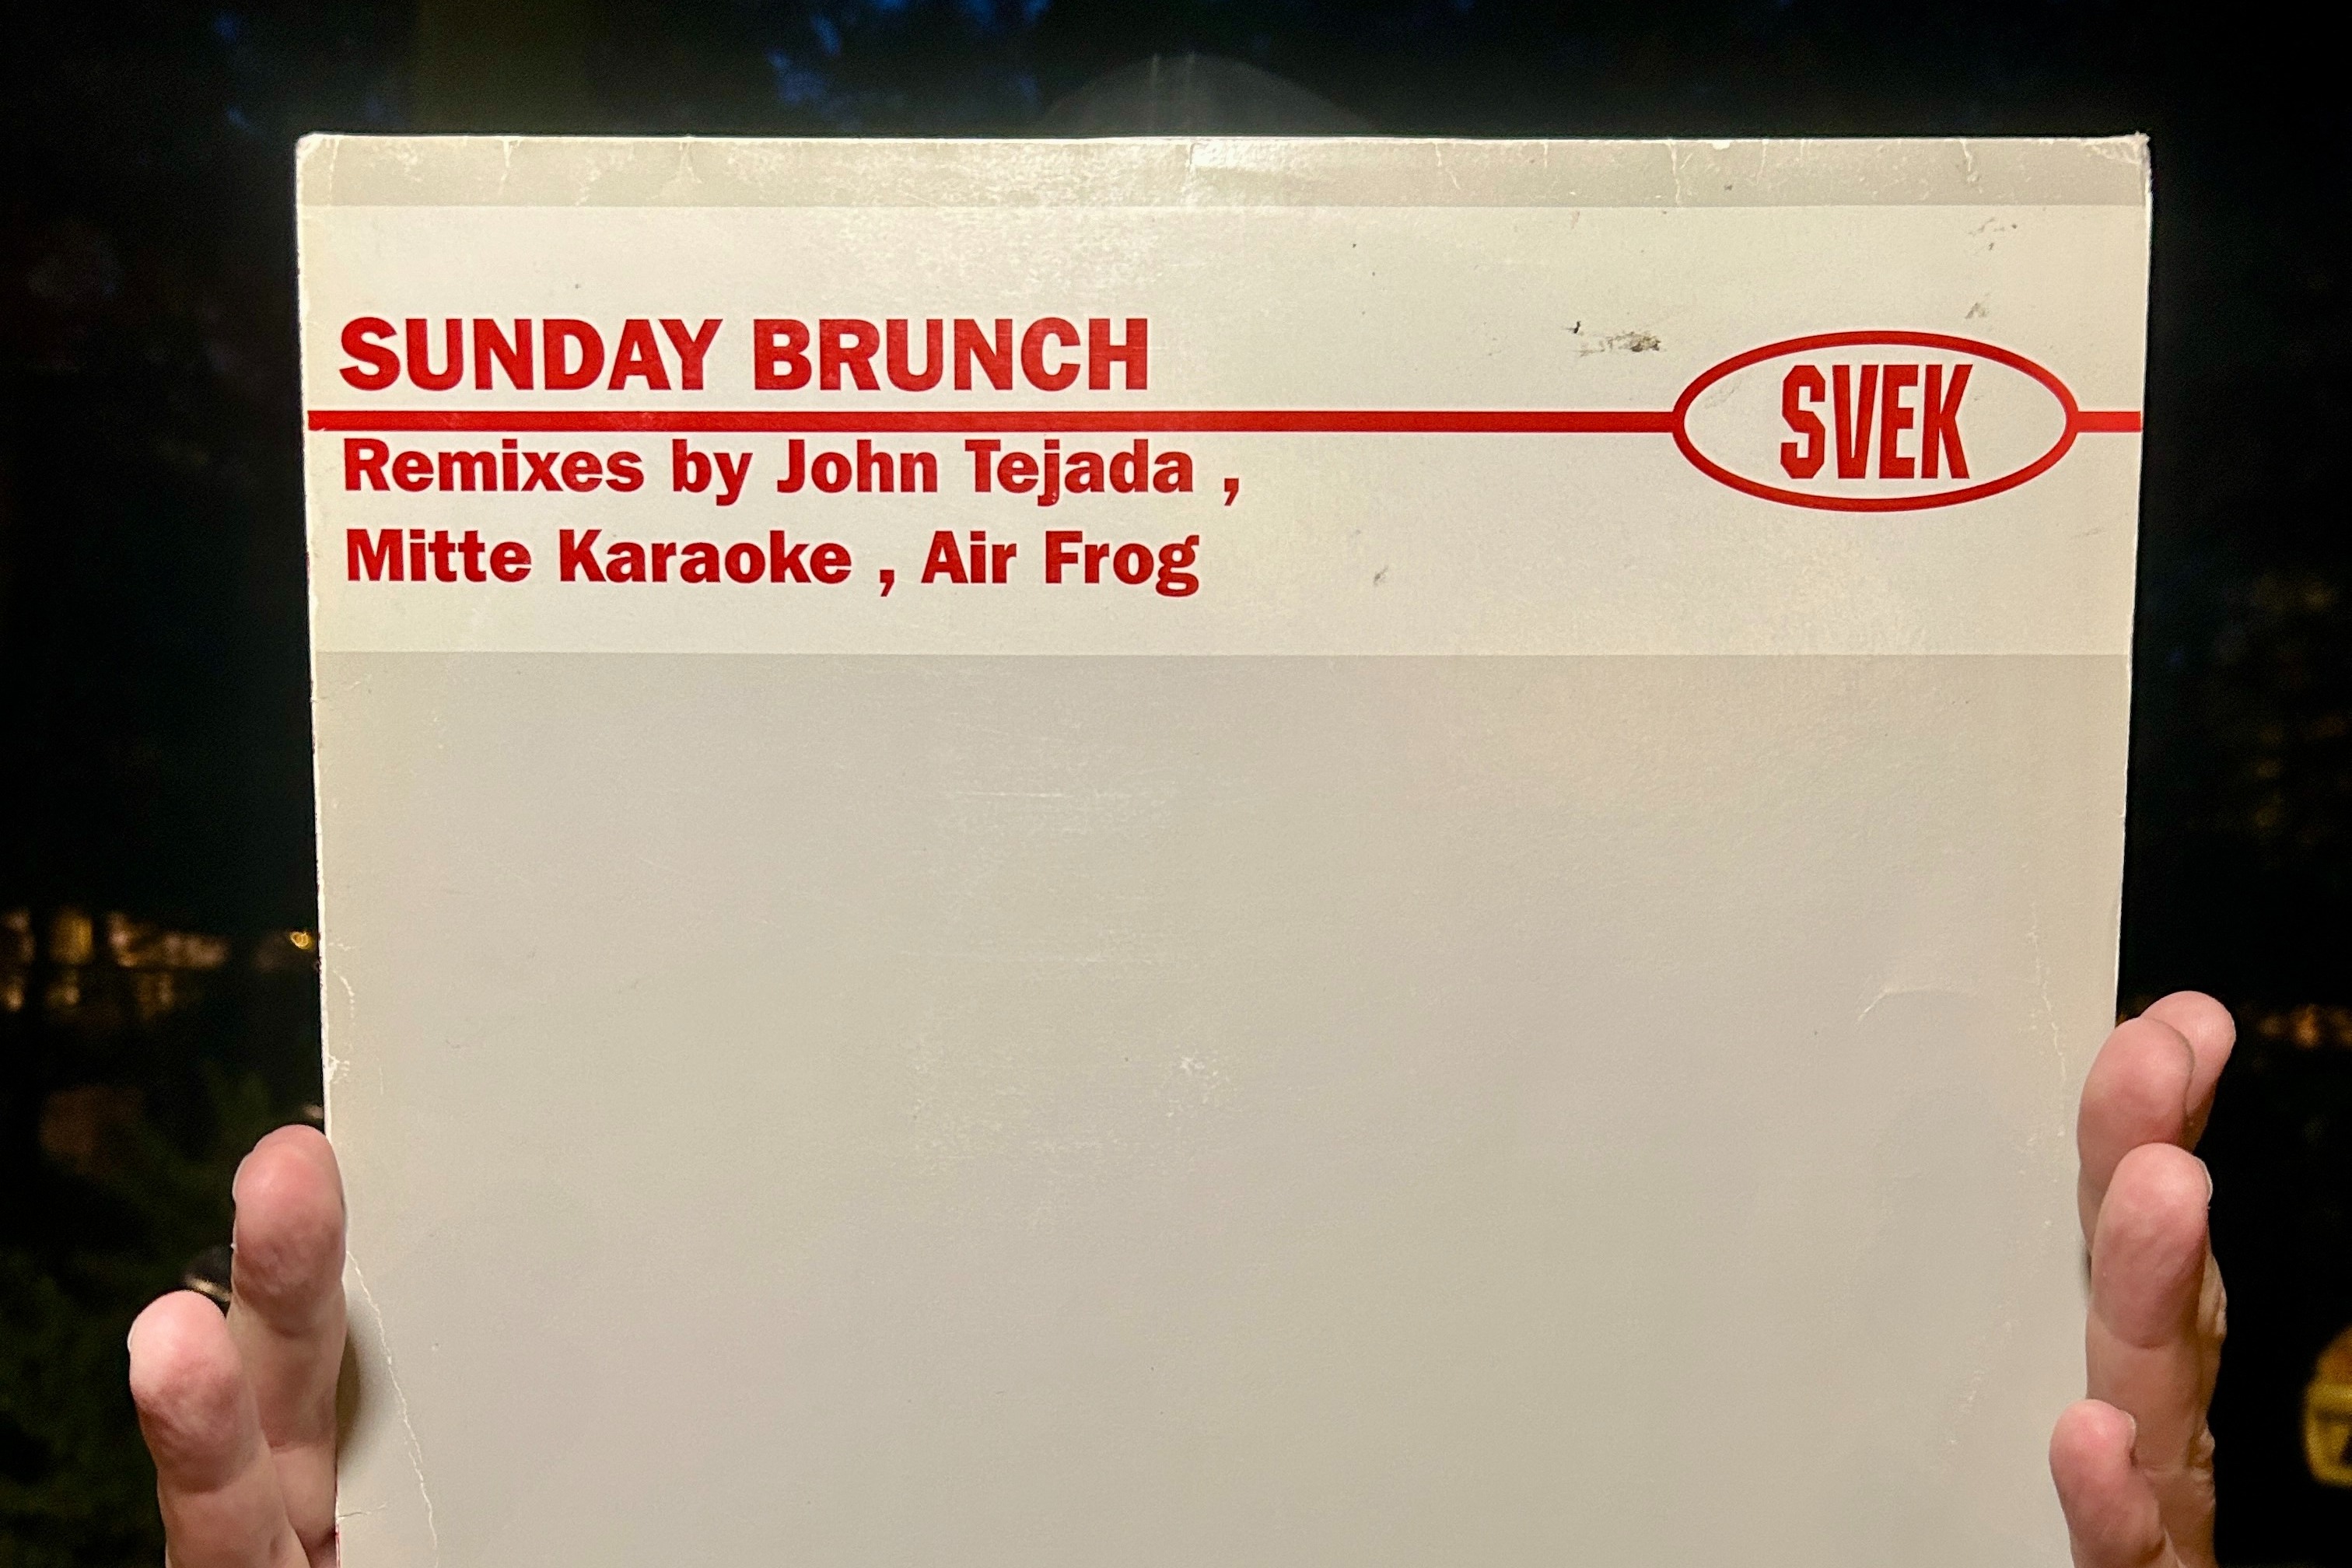 SUNDAY BRUNCH
SVEK
Remixes by John Tejada ,
Mitte Karaoke , Air Frog